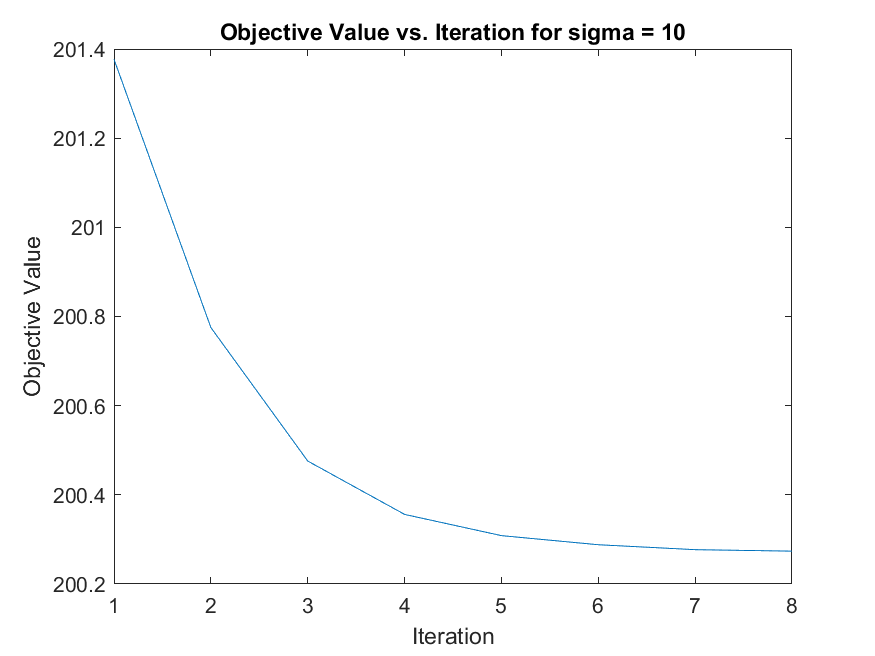 Objective Value vs. Iteration for sigma = 10
201.4
201.2
201
200.8
200.6
200.4
200.2
Objective Value
1 2 3 4 5 6 7 8
Iteration